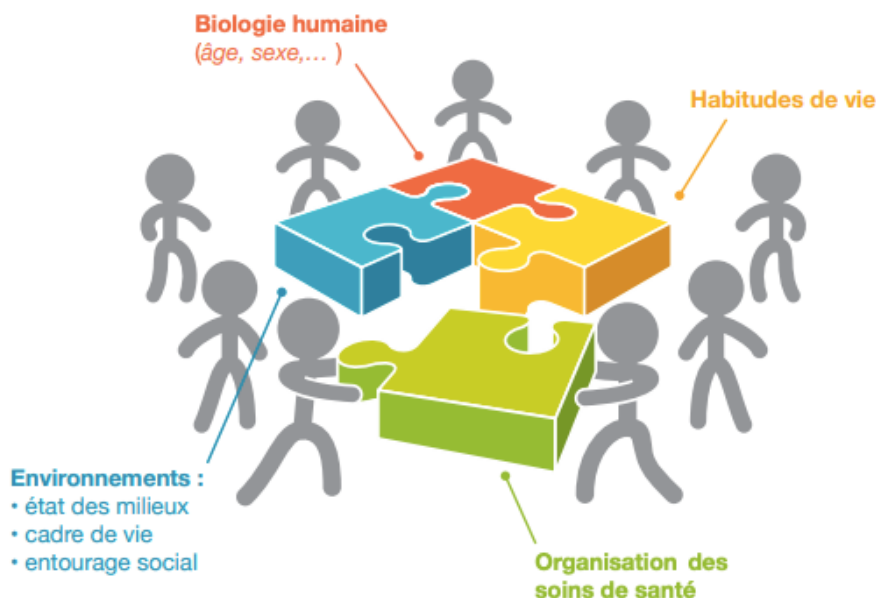 Biologie humaine
(âge, sexe,... )
Habitudes de vie
Environnements :
• état des milieux
• cadre de vie
• entourage social
Organisation des
soins de santé